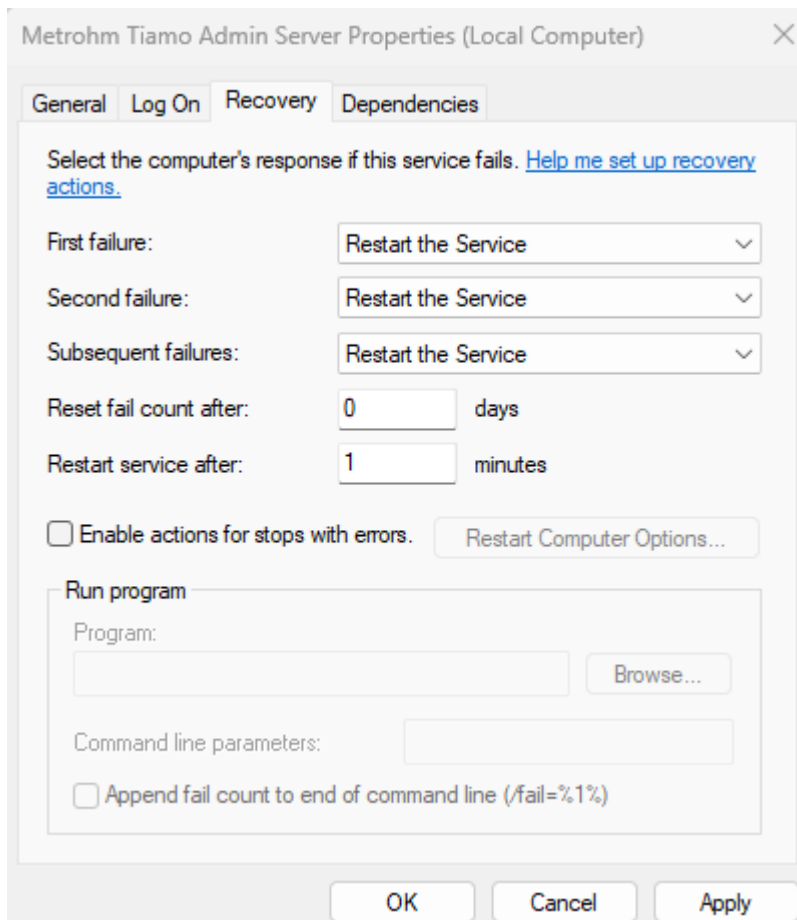 Metrohm Tiamo Admin Server Properties (Local Computer)
General Log On Recovery Dependencies
Select the computer's response if this service fails. Help me set up recovery
actions.
First failure: Restart the Service
Second failure: Restart the Service
Subsequent failures: Restart the Service
Reset fail count after: 0 days
Restart service after: 1 minutes
Enable actions for stops with errors. Restart Computer Options...
Run program
Program:
Browse...
Command line parameters:
Append fail count to end of command line (/fail=%1%)
OK Cancel Apply